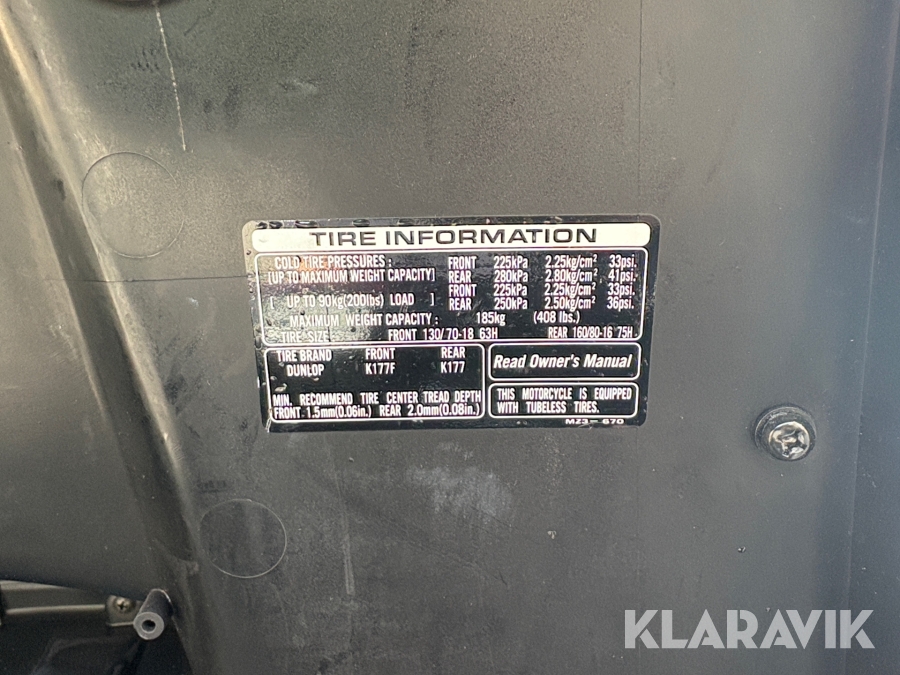 TIRE INFORMATION
COLD TIRE PRESSURES : FRONT 225kPa 2.25kg/cm² 33psi.
[UP TO MAXIMUM WEIGHT CAPACITY] REAR 280kPa 2.80kg/cm² 41psi.
FRONT 225kPa 2.25kg/cm² 33psi.
[ UP TO 90kg(200lbs) LOAD ] REAR 250kPa 2.50kg/cm² 36psi.
MAXIMUM WEIGHT CAPACITY : 185kg (408 lbs.)
TIRE SIZE FRONT 130/70-18 63H REAR 160/80-16 75H
TIRE BRAND FRONT REAR
DUNLOP K177F K177
MIN. RECOMMEND TIRE CENTER TREAD DEPTH
FRONT 1.5mm(0.06in.) REAR 2.0mm(0.08in.)
Read Owner's Manual
THIS MOTORCYCLE IS EQUIPPED
WITH TUBELESS TIRES.
MZ3-670
KLARAVIK